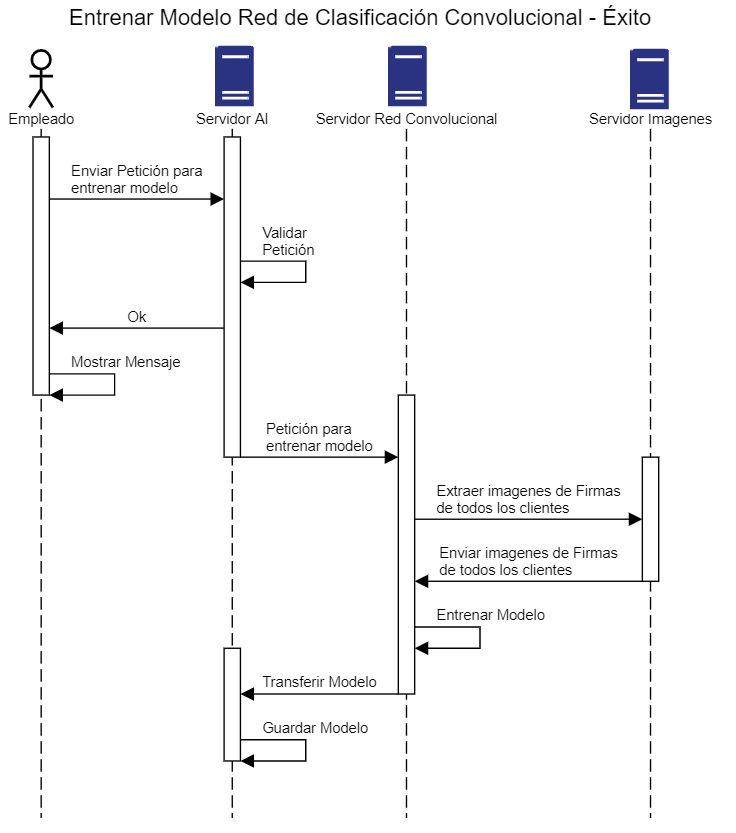 Entrenar Modelo Red de Clasificación Convolucional - Éxito
Empleado
Servidor AI
Servidor Red Convolucional
Servidor Imagenes
Enviar Petición para
entrenar modelo
Validar
Petición
Ok
Mostrar Mensaje
Petición para
entrenar modelo
Extraer imagenes de Firmas
de todos los clientes
Enviar imagenes de Firmas
de todos los clientes
Entrenar Modelo
Transferir Modelo
Guardar Modelo